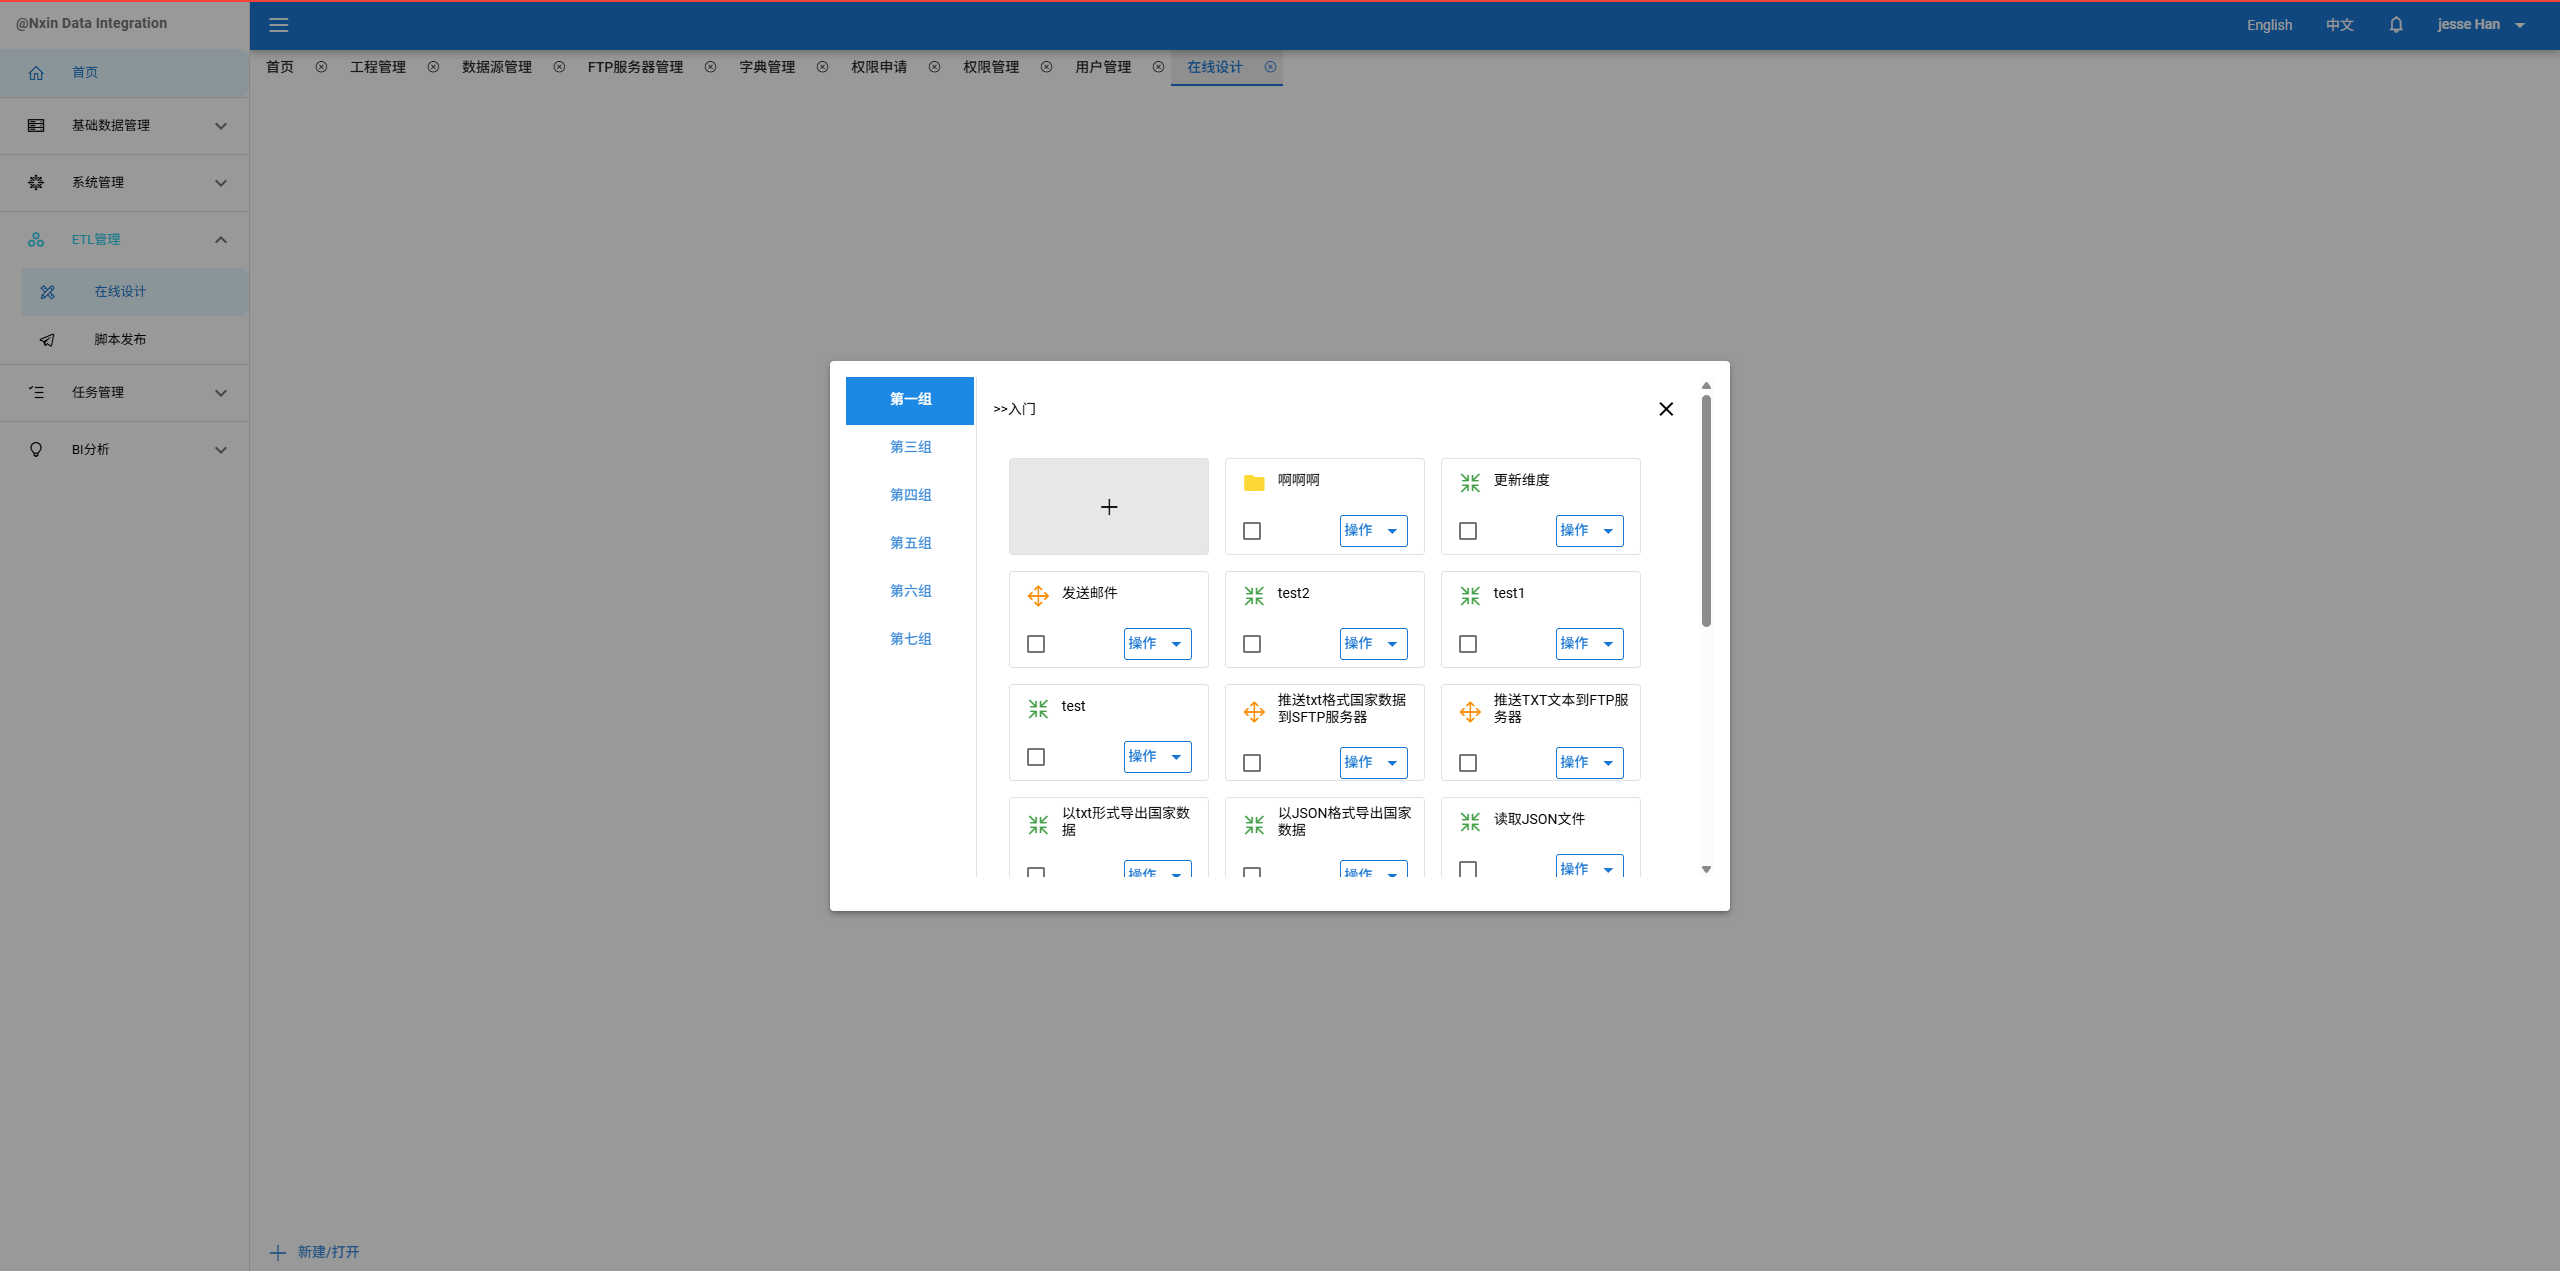 @Nxin Data Integration
English 中文 jesse Han
首页 工程管理 数据源管理 FTP服务器管理 字典管理 权限申请 权限管理 用户管理 在线设计
首页
基础数据管理
系统管理
ETL管理
在线设计
脚本发布
任务管理
BI分析
第一组
第三组
第四组
第五组
第六组
第七组
>>入门
啊啊啊
操作
更新维度
操作
发送邮件
操作
test2
操作
test1
操作
test
操作
推送txt格式国家数据
到SFTP服务器
操作
推送TXT文本到FTP服
务器
操作
以txt形式导出国家数
据
操作
以JSON格式导出国家
数据
操作
读取JSON文件
操作
新建/打开